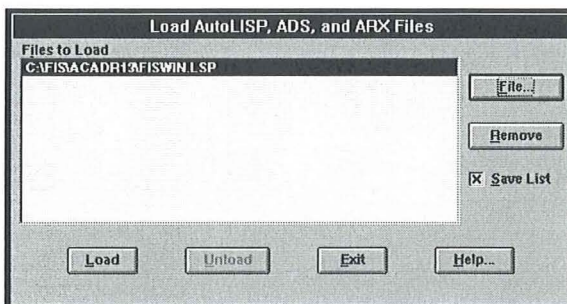 Load AutoLISP, ADS, and ARX Files
Files to Load
C:\FIS\ACADR13\FISWIN.LSP
File...
Remove
Save List
Load
Unload
Exit
Help...